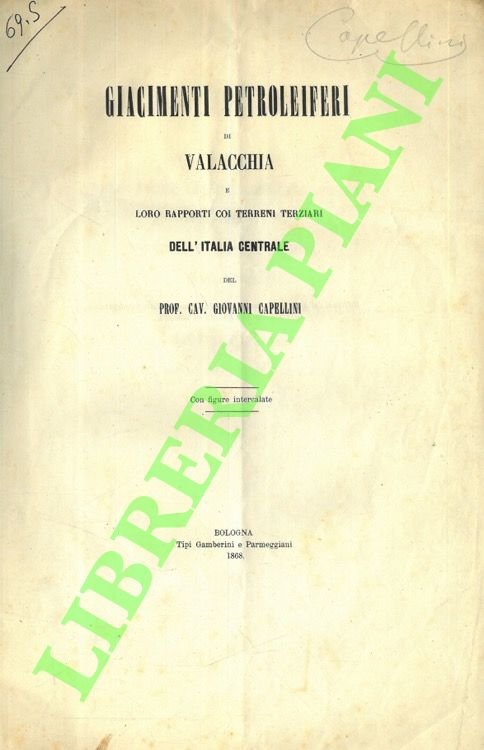 69.S
Capellini
GIACIMENTI PETROLEIFERI
DI
VALACCHIA
E
LORO RAPPORTI COI TERRENI TERZIARI
DELL'ITALIA CENTRALE
DEL
PROF. CAV. GIOVANNI CAPELLINI
Con figure intercalate
BOLOGNA
Tipi Gamberini e Parmeggiani
1868.
LIBRERIA PIANI